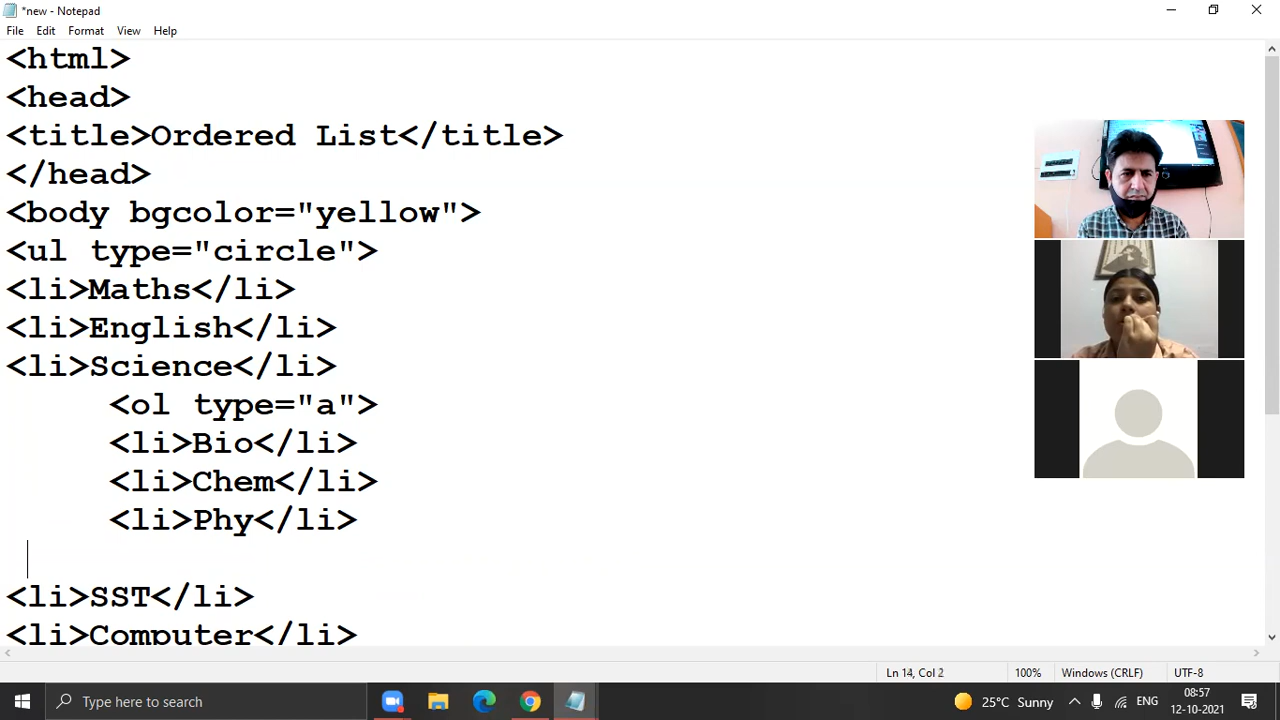 *new - Notepad
File Edit Format View Help
<html>
<head>
<title>Ordered List</title>
</head>
<body bgcolor="yellow">
<ul type="circle">
<li>Maths</li>
<li>English</li>
<li>Science</li>
<ol type="a">
<li>Bio</li>
<li>Chem</li>
<li>Phy</li>
<li>SST</li>
<li>Computer</li>
Ln 14, Col 2 100% Windows (CRLF) UTF-8
Type here to search 25°C Sunny ENG 08:57
12-10-2021